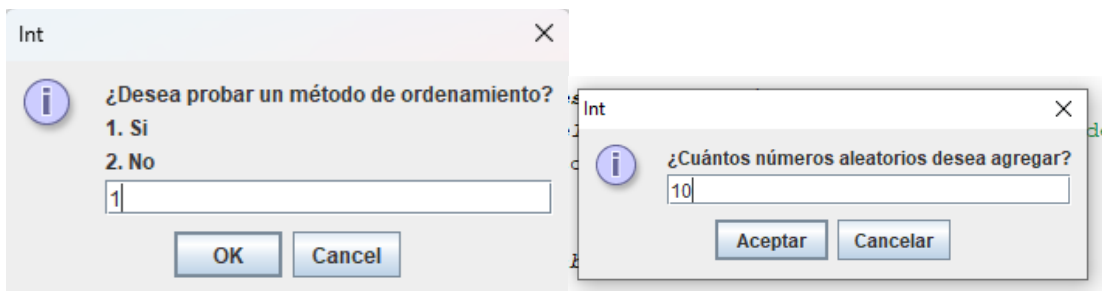 Int
¿Desea probar un método de ordenamiento?
1. Si
2. No
1
OK
Cancel
Int
¿Cuántos números aleatorios desea agregar?
10
Aceptar
Cancelar